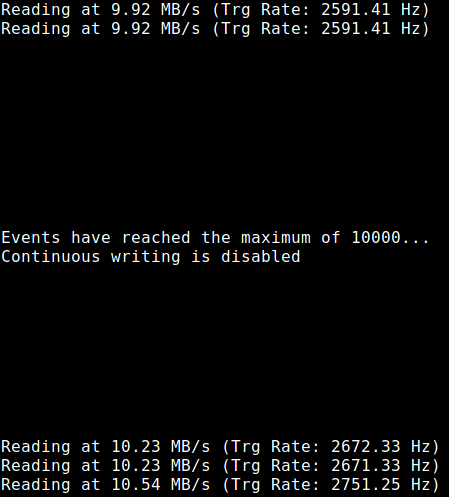 Reading at 9.92 MB/s (Trg Rate: 2591.41 Hz)
Reading at 9.92 MB/s (Trg Rate: 2591.41 Hz)
Events have reached the maximum of 10000...
Continuous writing is disabled
Reading at 10.23 MB/s (Trg Rate: 2672.33 Hz)
Reading at 10.23 MB/s (Trg Rate: 2671.33 Hz)
Reading at 10.54 MB/s (Trg Rate: 2751.25 Hz)